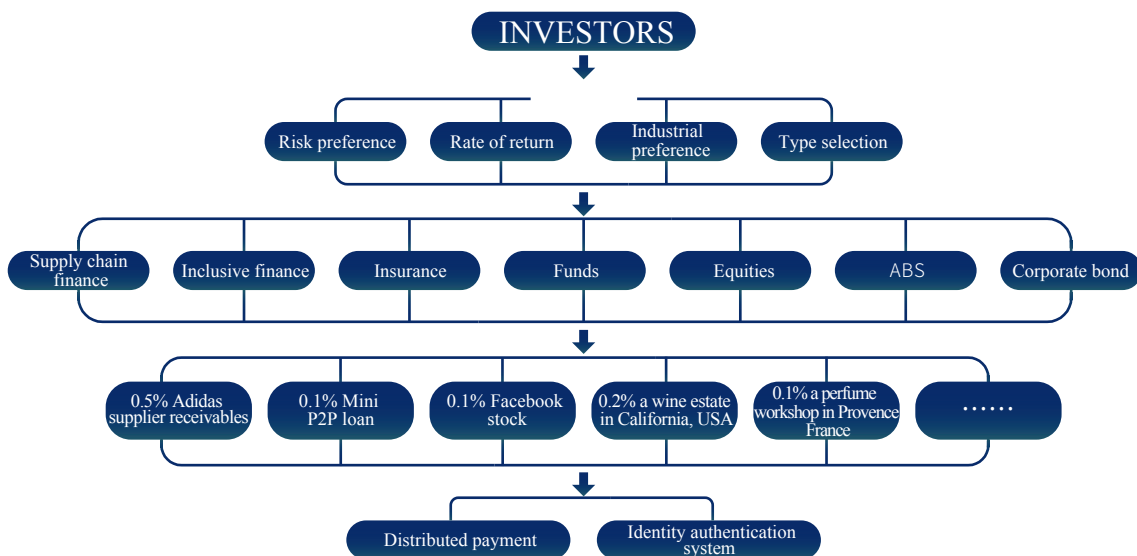 INVESTORS
Risk preference
Rate of return
Industrial
preference
Type selection
Supply chain
finance
Inclusive finance
Insurance
Funds
Equities
ABS
Corporate bond
0.5% Adidas
supplier receivables
0.1% Mini
P2P loan
0.1% Facebook
stock
0.2% a wine estate
in California, USA
0.1% a perfume
workshop in Provence
France
······
Distributed payment
Identity authentication
system